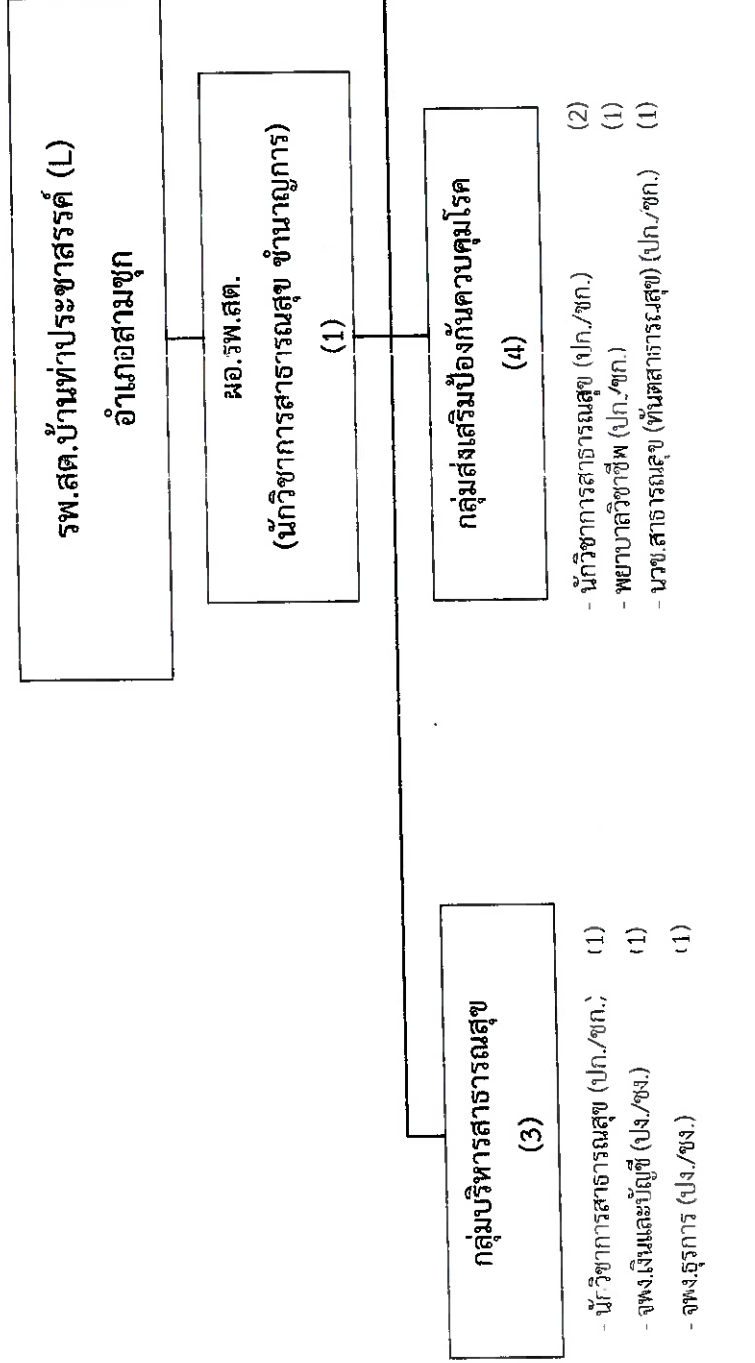 รพ.สต.บ้านท่าประชาสรรค์ (L)
อำเภอสามชุก
ผอ.รพ.สต.
(นักวิชาการสาธารณสุข ชำนาญการ)
(1)
กลุ่มบริหารสาธารณสุข
(3)
- นักวิชาการสาธารณสุข (ปก./ชก.) (1)
- จพง.เงินและบัญชี (ปง./ชง.) (1)
- จพง.ธุรการ (ปง./ชง.) (1)
กลุ่มส่งเสริมป้องกันควบคุมโรค
(4)
- นักวิชาการสาธารณสุข (ปก./ชก.) (2)
- พยาบาลวิชาชีพ (ปก./ชก.) (1)
- นวช.สาธารณสุข (ทันตสาธารณสุข) (ปก./ชก.) (1)